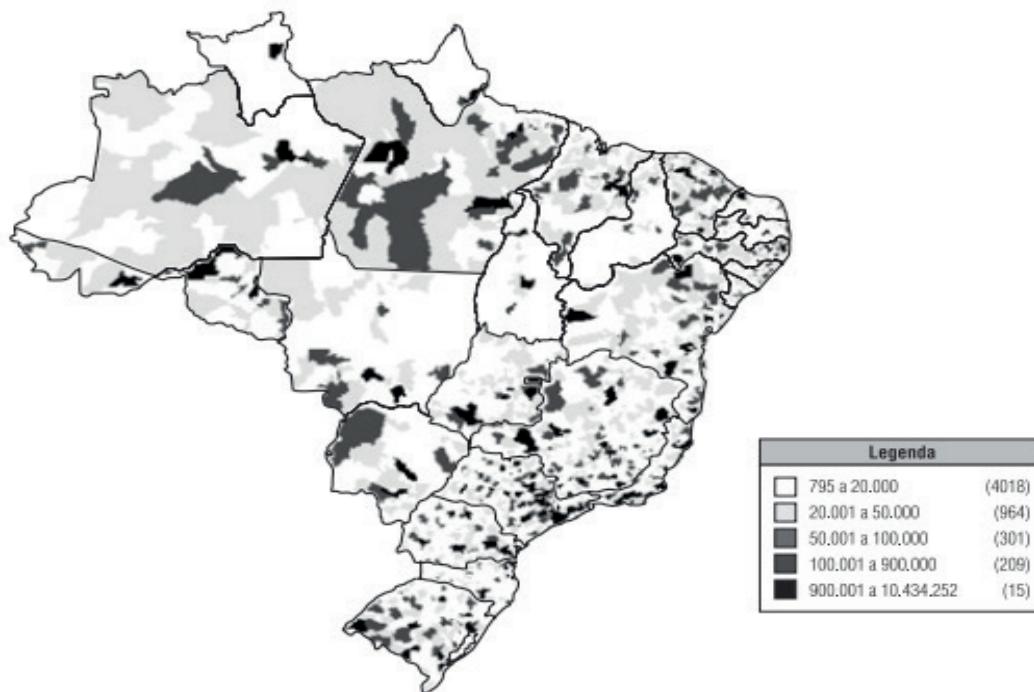 Legenda
795 a 20.000 (4018)
20.001 a 50.000 (964)
50.001 a 100.000 (301)
100.001 a 900.000 (209)
900.001 a 10.434.252 (15)